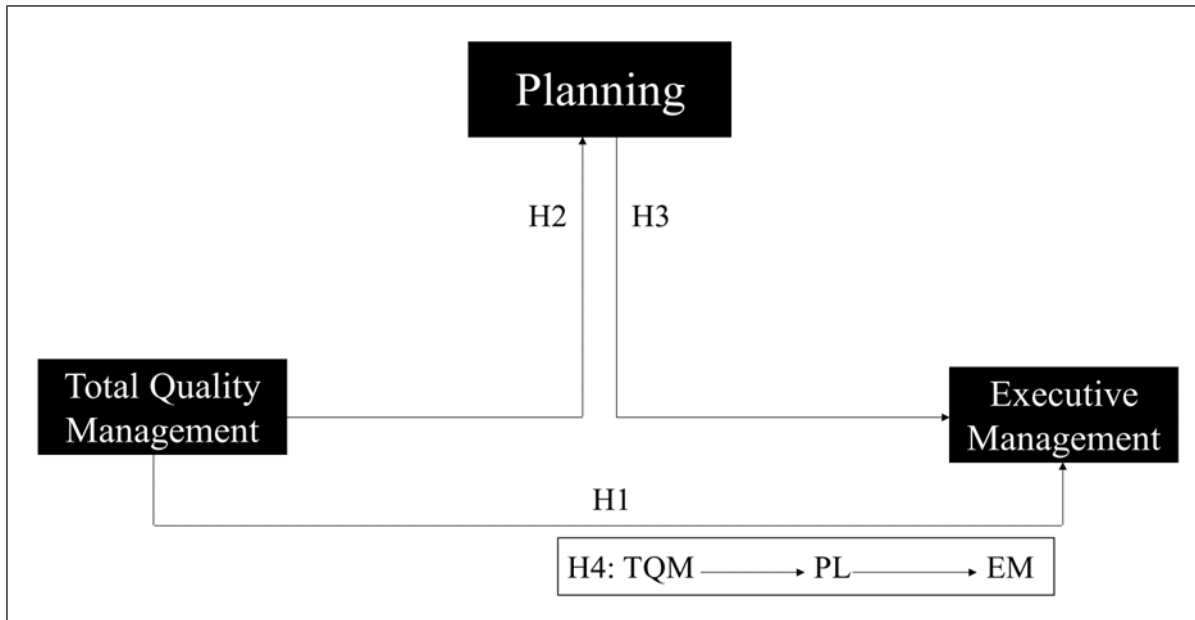 Planning
H2
H3
Total Quality
Management
Executive
Management
H1
H4: TQM PL EM